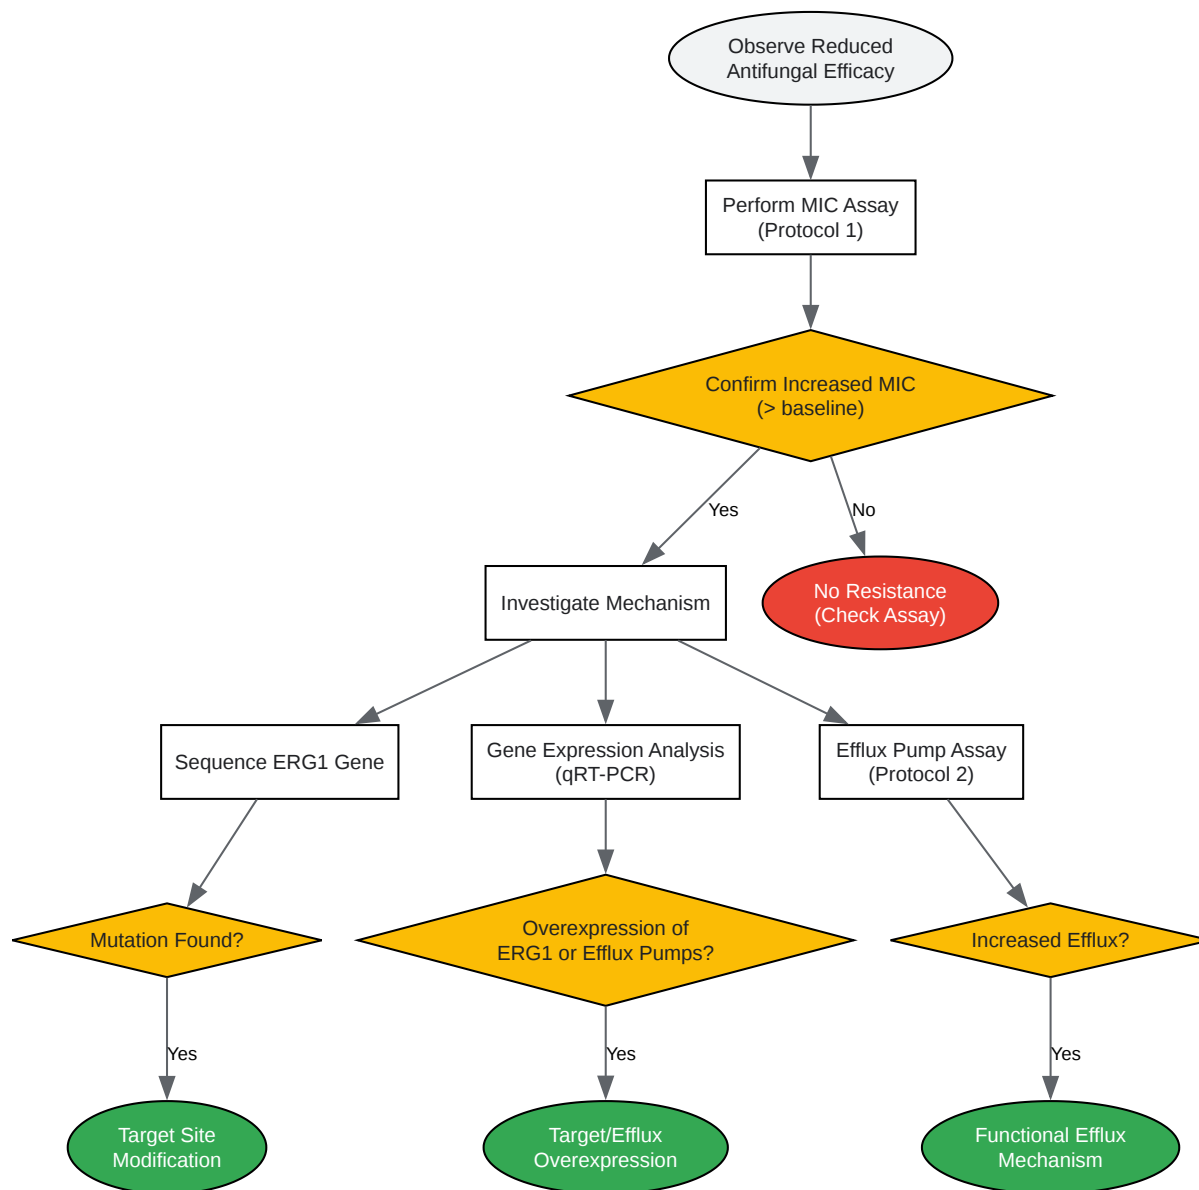 Observe Reduced
Antifungal Efficacy
Perform MIC Assay
(Protocol 1)
Confirm Increased MIC
(> baseline)
Yes
No
Investigate Mechanism
No Resistance
(Check Assay)
Sequence ERG1 Gene
Gene Expression Analysis
(qRT-PCR)
Efflux Pump Assay
(Protocol 2)
Mutation Found?
Overexpression of
ERG1 or Efflux Pumps?
Increased Efflux?
Yes
Yes
Yes
Target Site
Modification
Target/Efflux
Overexpression
Functional Efflux
Mechanism